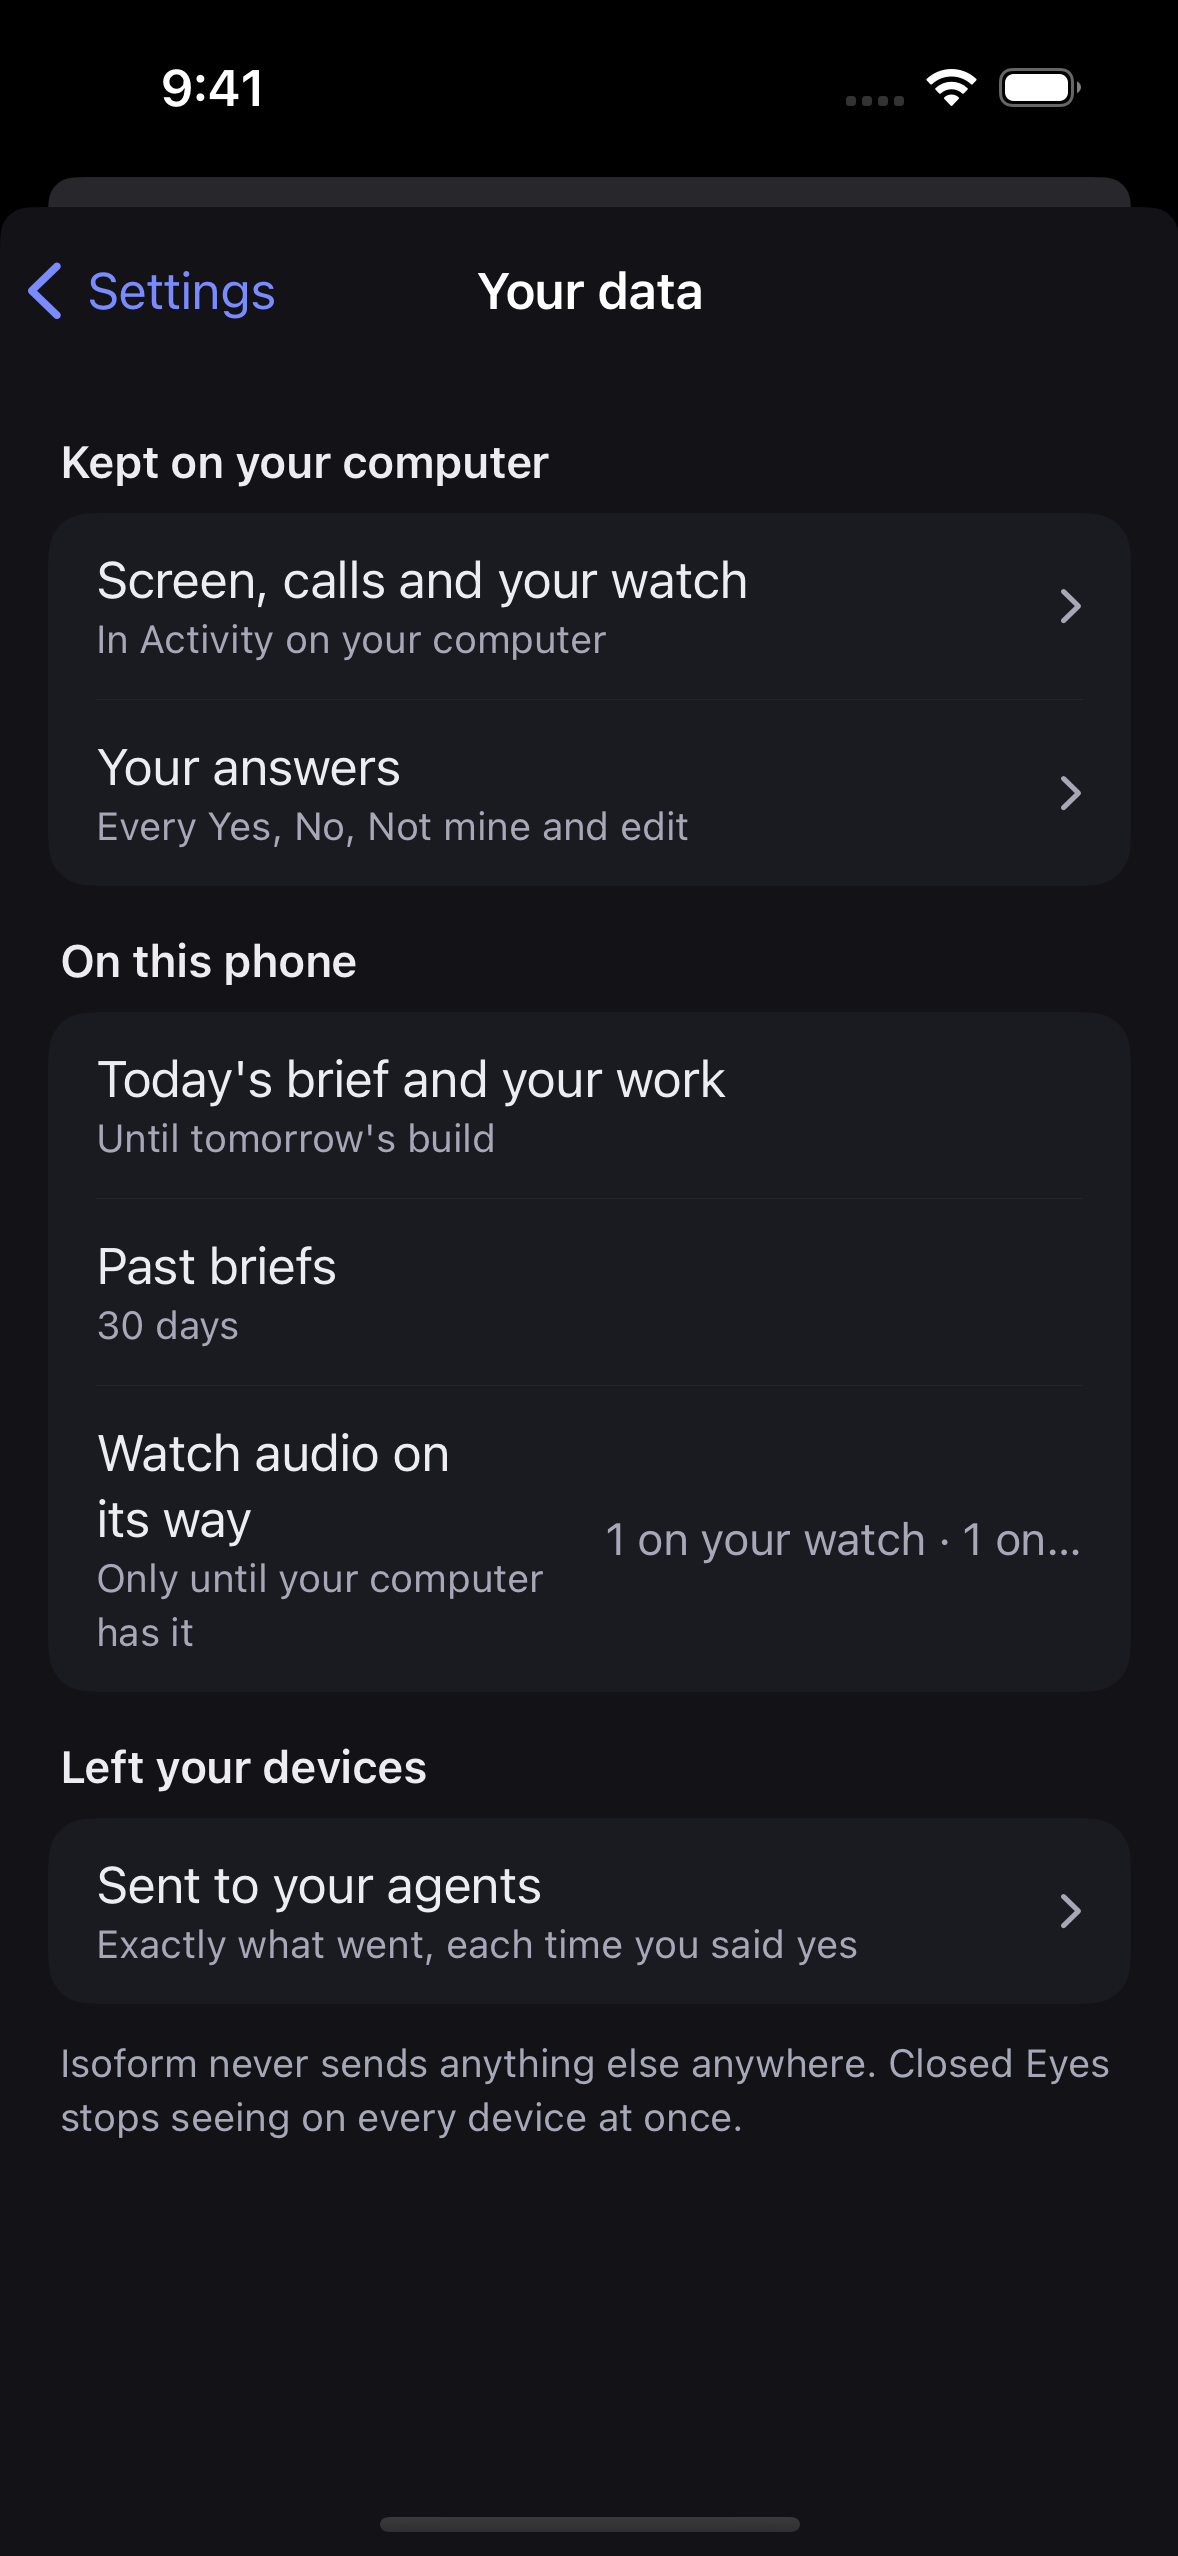 9:41
Settings
Your data
Kept on your computer
Screen, calls and your watch
In Activity on your computer
Your answers
Every Yes, No, Not mine and edit
On this phone
Today's brief and your work
Until tomorrow's build
Past briefs
30 days
Watch audio on
its way
1 on your watch · 1 on...
Only until your computer
has it
Left your devices
Sent to your agents
Exactly what went, each time you said yes
Isoform never sends anything else anywhere. Closed Eyes
stops seeing on every device at once.